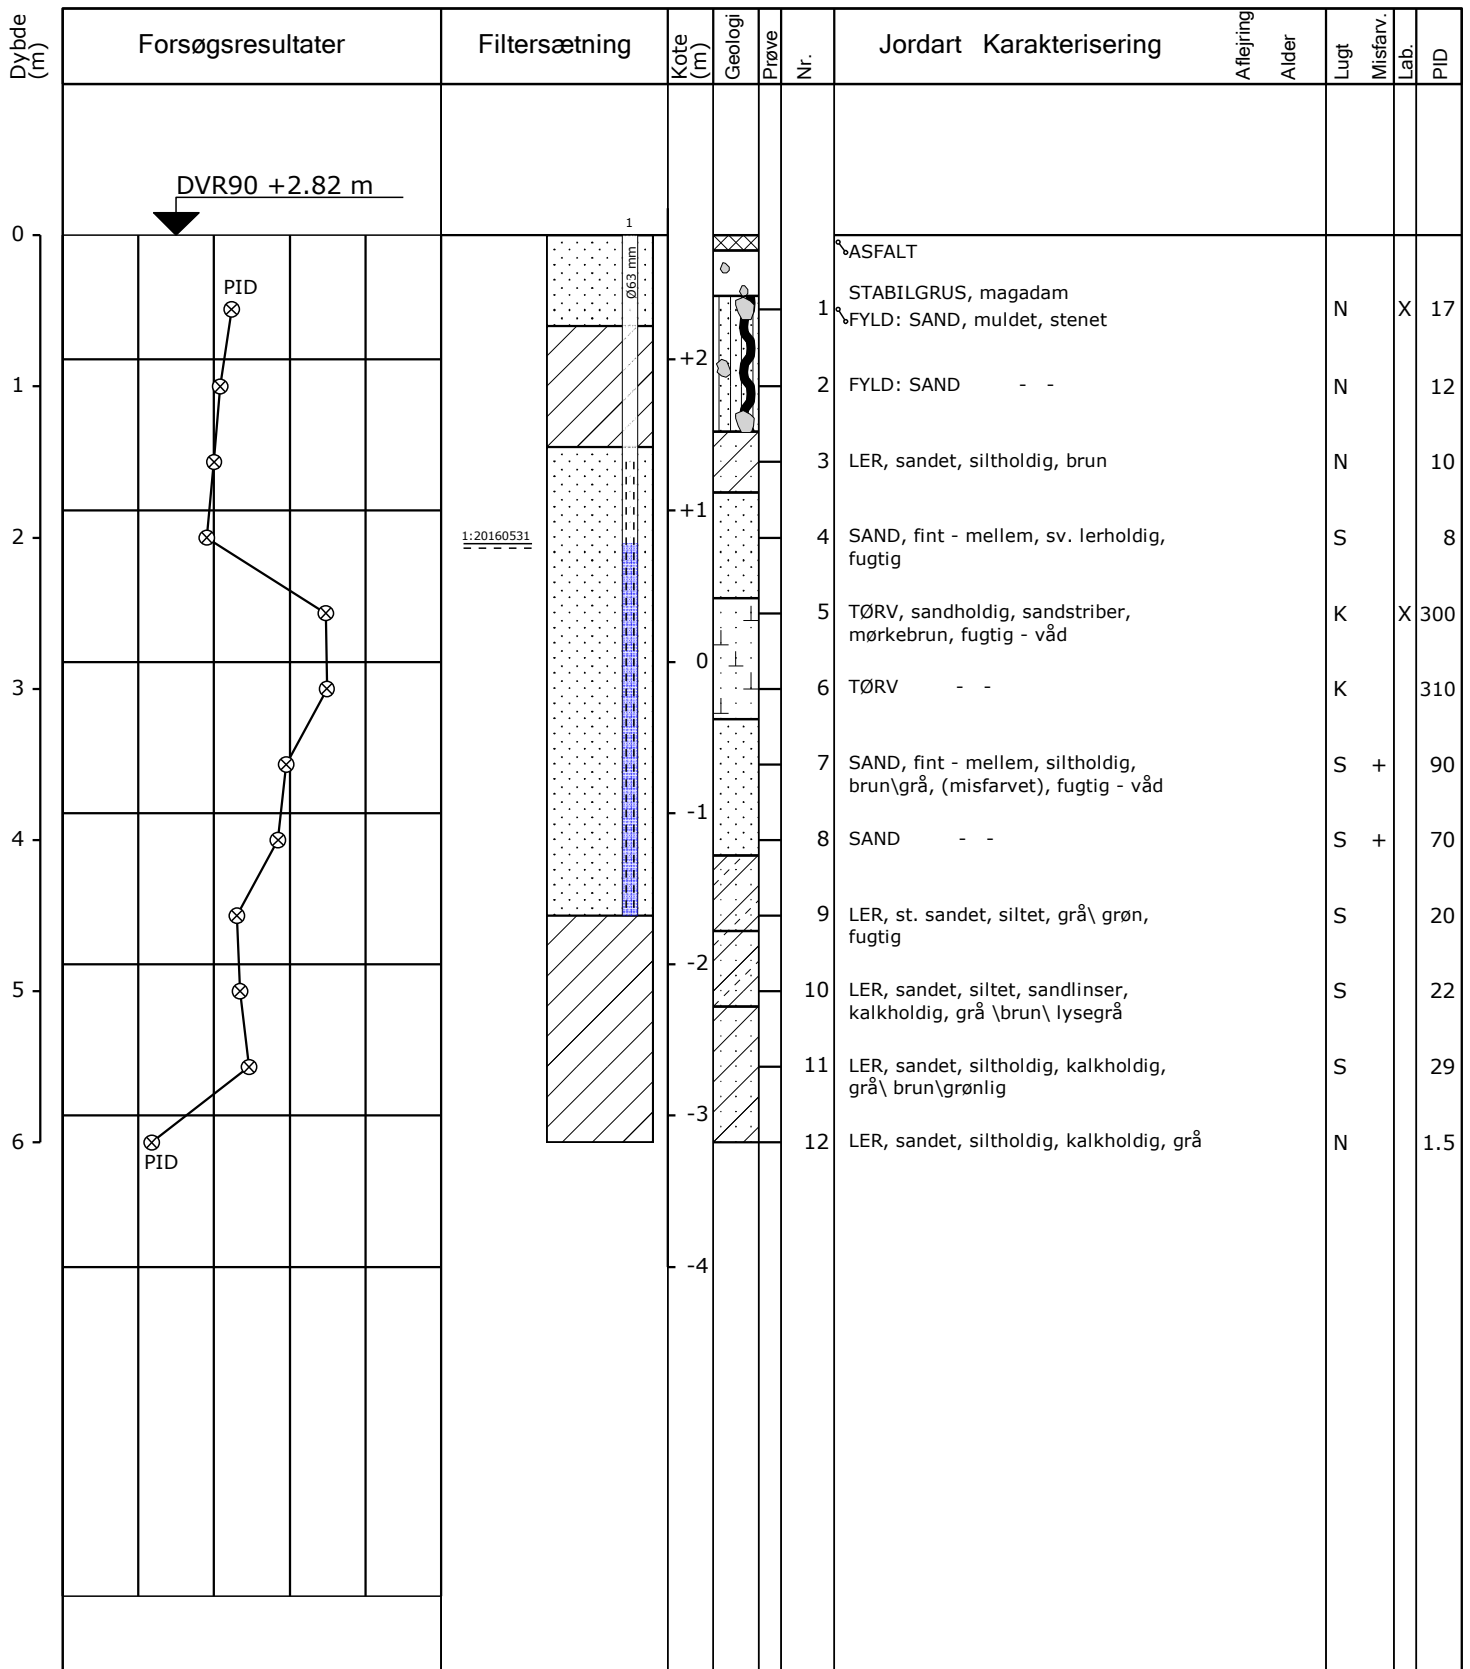 Dybde (m) Forsøgsresultater Filtersætning Kote (m) Geologi Prøve Nr. Jordart Karakterisering Aflejring Alder Lugt Misfarv. Lab. PID
DVR90 +2.82 m
0 1
ASFALT
Ø63 mm
PID
STABILGRUS, magadam
1 N X 17
FYLD: SAND, muldet, stenet
+2
1 2 FYLD: SAND - - N 12
3 LER, sandet, siltholdig, brun N 10
+1
2 1:20160531 4 SAND, fint - mellem, sv. lerholdig, S 8
fugtig
5 TØRV, sandholdig, sandstriber, K X 300
mørkebrun, fugtig - våd
0
3 6 TØRV - - K 310
7 SAND, fint - mellem, siltholdig, S + 90
brun\grå, (misfarvet), fugtig - våd
-1
4 8 SAND - - S + 70
9 LER, st. sandet, siltet, grå\ grøn, S 20
fugtig
-2
5 10 LER, sandet, siltet, sandlinser, S 22
kalkholdig, grå \brun\ lysegrå
11 LER, sandet, siltholdig, kalkholdig, S 29
grå\ brun\grønlig
-3
6 12 LER, sandet, siltholdig, kalkholdig, grå N 1.5
PID
-4